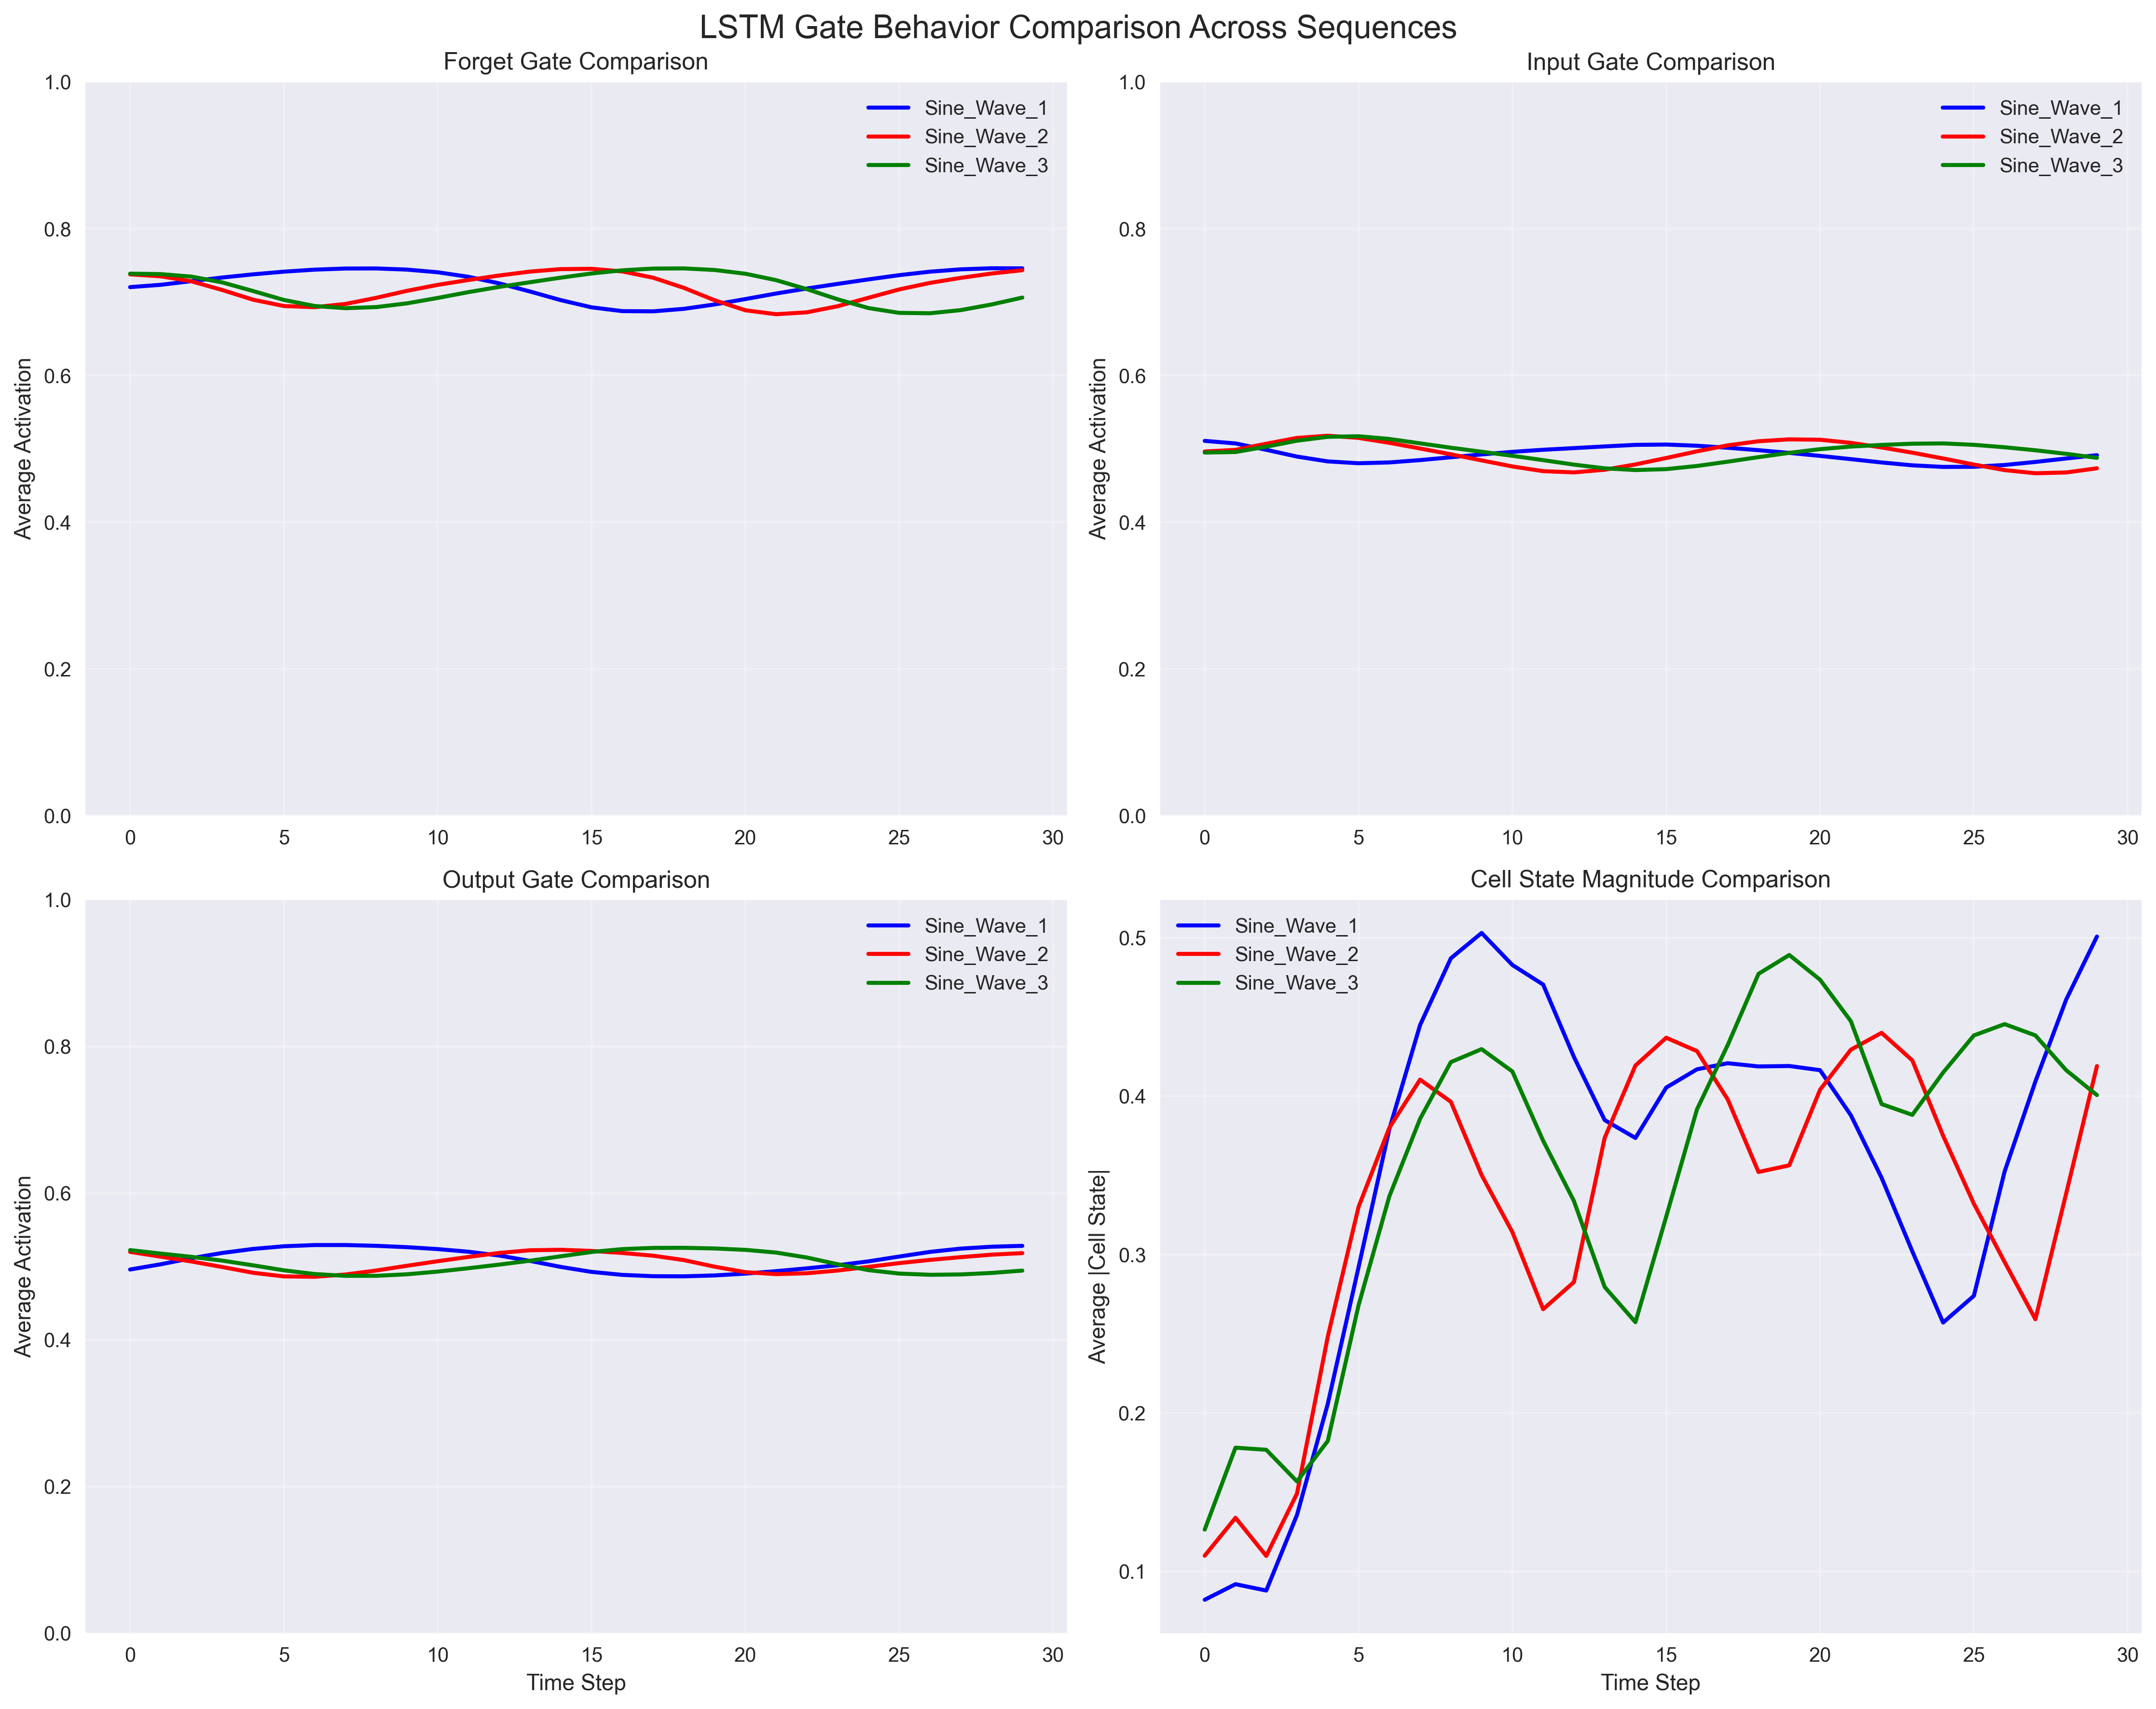 LSTM Gate Behavior Comparison Across Sequences
Forget Gate Comparison
1.0
0.8
0.6
0.4
0.2
0.0
Average Activation
Sine_Wave_1
Sine_Wave_2
Sine_Wave_3
0 5 10 15 20 25 30
Input Gate Comparison
1.0
0.8
0.6
0.4
0.2
0.0
Average Activation
Sine_Wave_1
Sine_Wave_2
Sine_Wave_3
0 5 10 15 20 25 30
Output Gate Comparison
1.0
0.8
0.6
0.4
0.2
0.0
Average Activation
Sine_Wave_1
Sine_Wave_2
Sine_Wave_3
0 5 10 15 20 25 30
Time Step
Cell State Magnitude Comparison
0.5
0.4
0.3
0.2
0.1
Average |Cell State|
Sine_Wave_1
Sine_Wave_2
Sine_Wave_3
0 5 10 15 20 25 30
Time Step